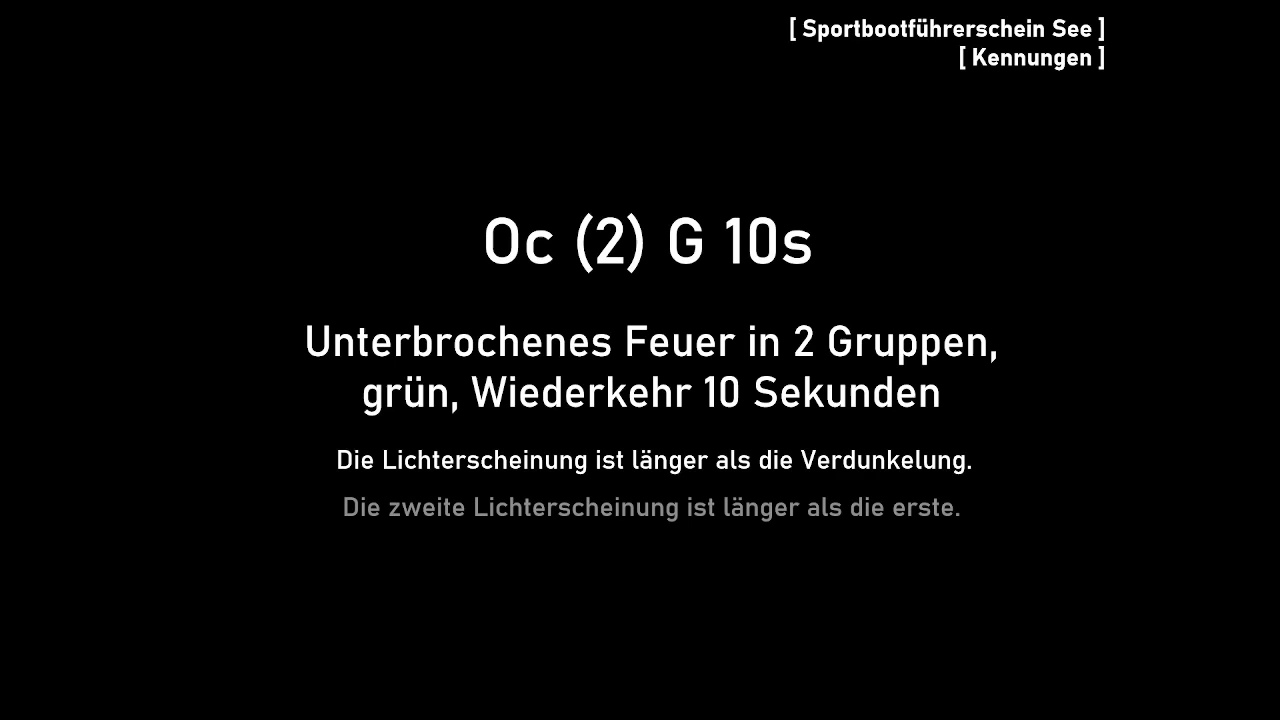 [ Sportbootführerschein See ]
[ Kennungen ]
Oc (2) G 10s
Unterbrochenes Feuer in 2 Gruppen,
grün, Wiederkehr 10 Sekunden
Die Lichterscheinung ist länger als die Verdunkelung.
Die zweite Lichterscheinung ist länger als die erste.